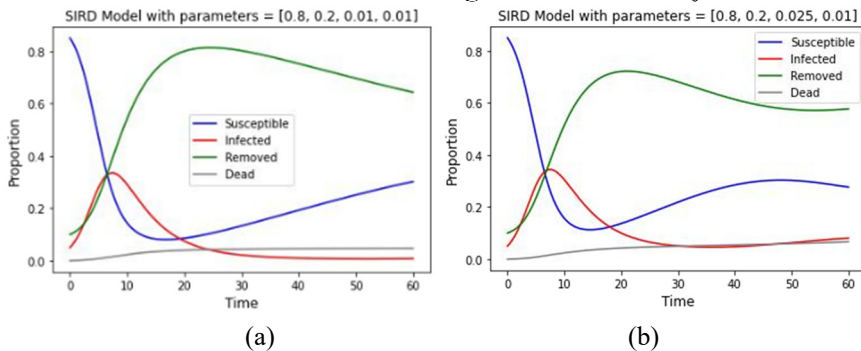 SIRD Model with parameters = [0.8, 0.2, 0.01, 0.01]
0.8
0.6
0.4
0.2
0.0
Proportion
Susceptible
Infected
Removed
Dead
0 10 20 30 40 50 60
Time
(a)
SIRD Model with parameters = [0.8, 0.2, 0.025, 0.01]
0.8
0.6
0.4
0.2
0.0
Proportion
Susceptible
Infected
Removed
Dead
0 10 20 30 40 50 60
Time
(b)